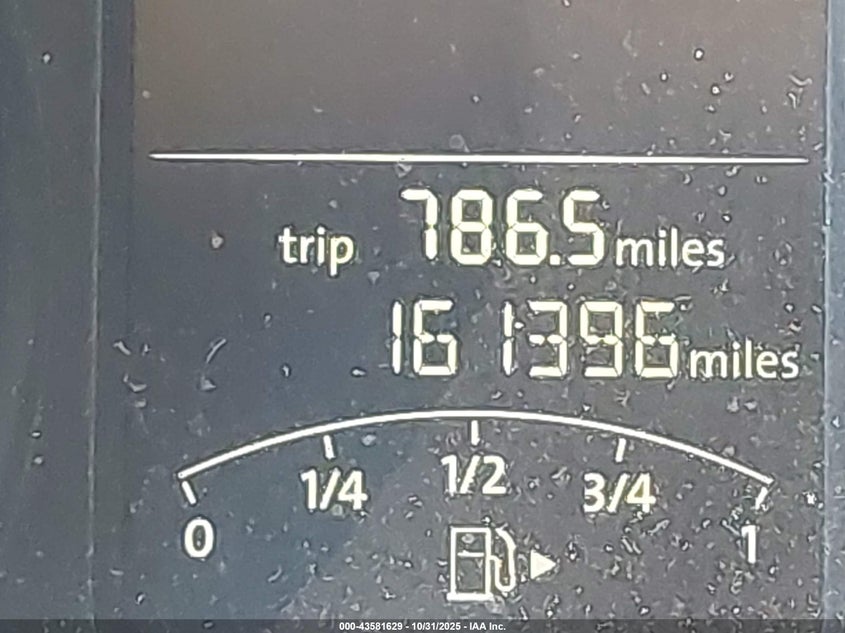 trip 786.5 miles
161396 miles
0 1/4 1/2 3/4 1
000-43581629 - 10/31/2025 - IAA Inc.